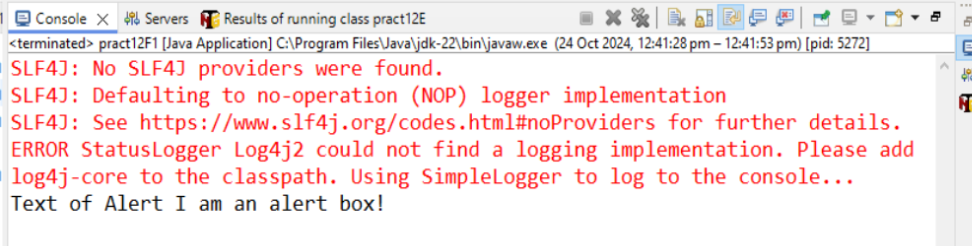 Console × Servers Results of running class pract12E
<terminated> pract12F1 [Java Application] C:\Program Files\Java\jdk-22\bin\javaw.exe (24 Oct 2024, 12:41:28 pm – 12:41:53 pm) [pid: 5272]
SLF4J: No SLF4J providers were found.
SLF4J: Defaulting to no-operation (NOP) logger implementation
SLF4J: See https://www.slf4j.org/codes.html#noProviders for further details.
ERROR StatusLogger Log4j2 could not find a logging implementation. Please add
log4j-core to the classpath. Using SimpleLogger to log to the console...
Text of Alert I am an alert box!